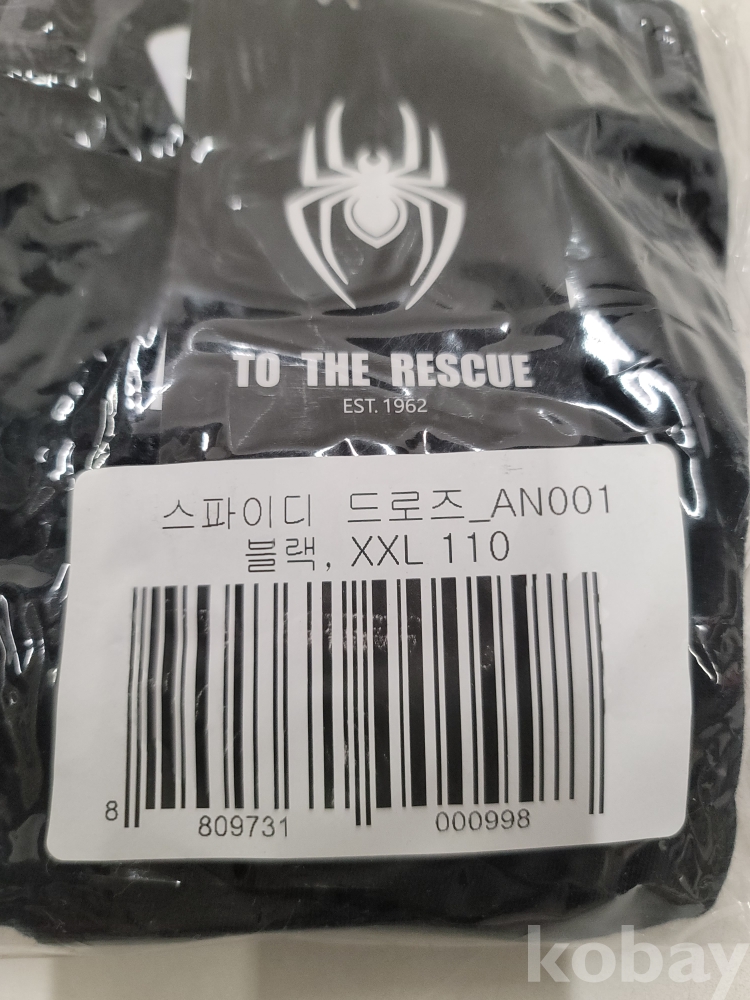 TO THE RESCUE
EST. 1962
스파이디 드로즈_AN001
블랙, XXL 110
8 809731 000998
kobay